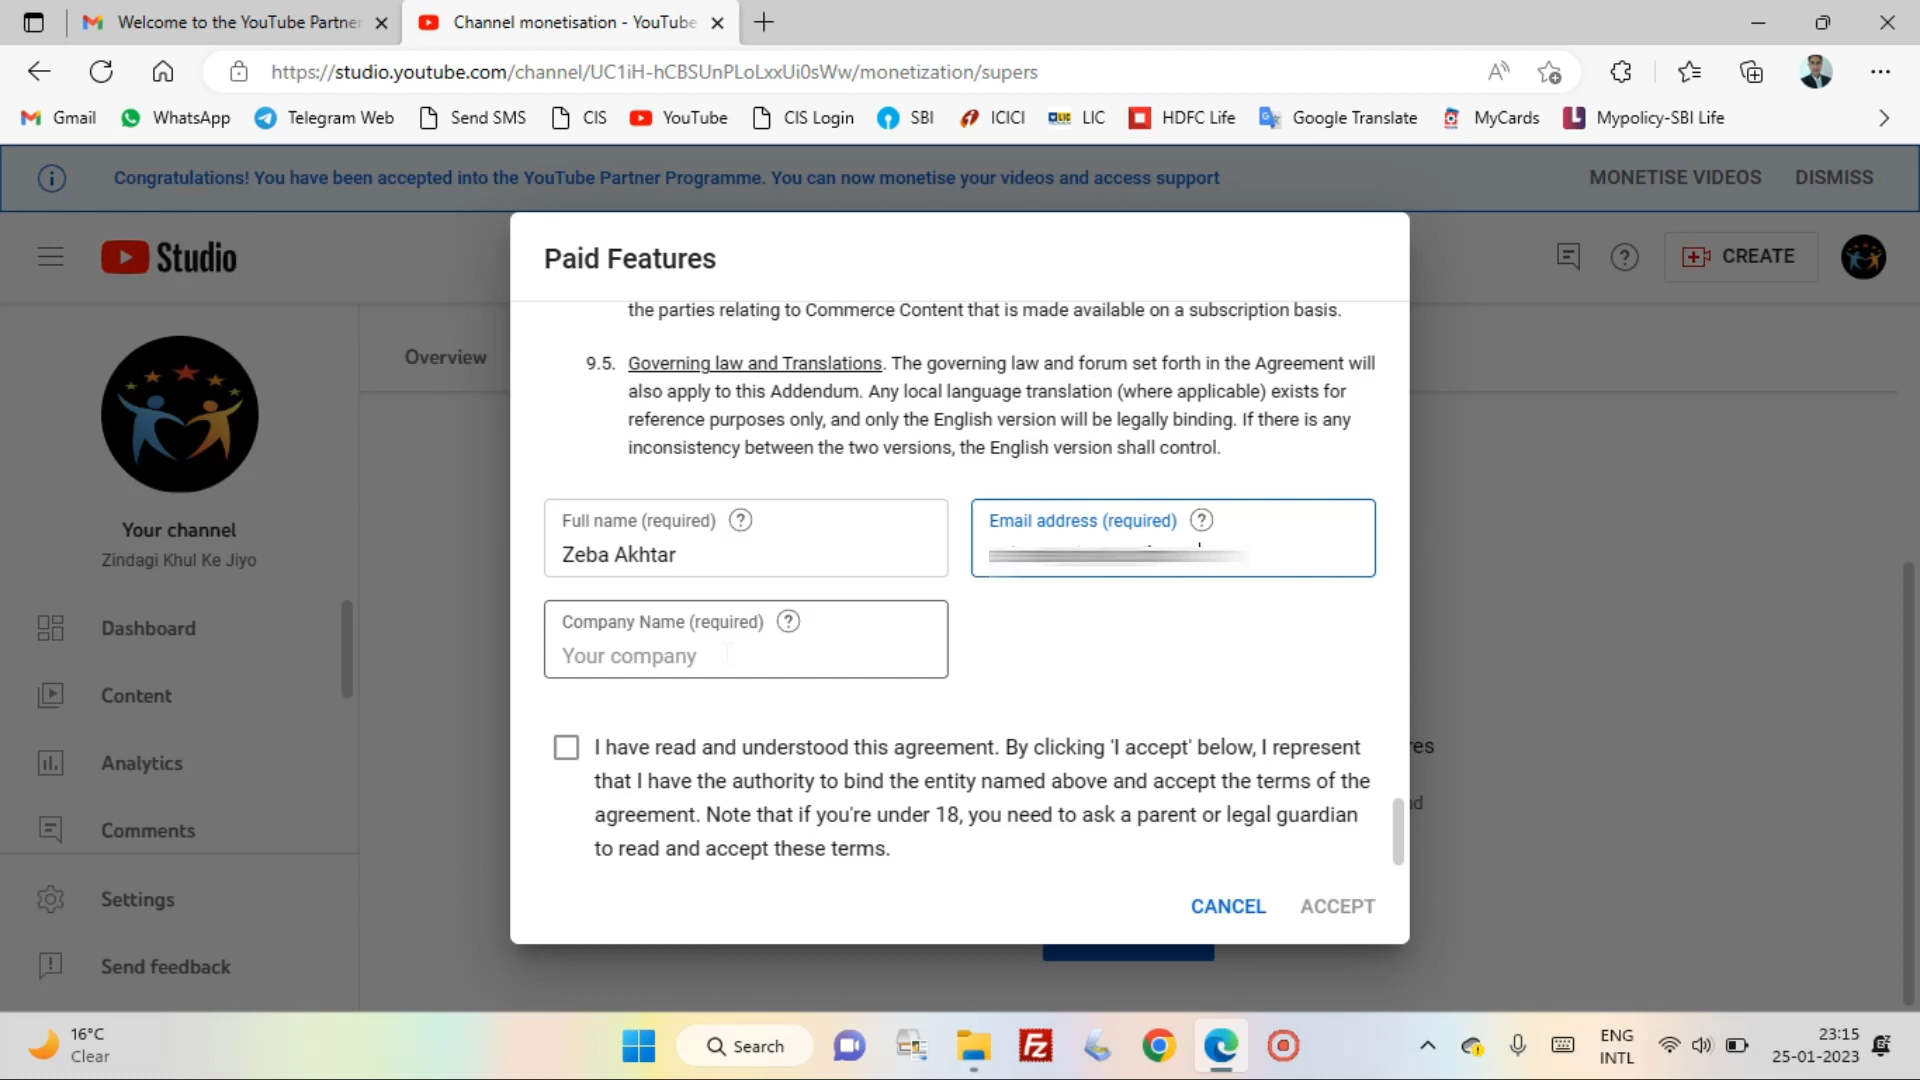 Welcome to the YouTube Partner
Channel monetisation - YouTube
https://studio.youtube.com/channel/UC1iH-hCBSUnPLoLxxUi0sWw/monetization/supers
Gmail WhatsApp Telegram Web Send SMS CIS YouTube CIS Login SBI ICICI LIC HDFC Life Google Translate MyCards Mypolicy-SBI Life
Congratulations! You have been accepted into the YouTube Partner Programme. You can now monetise your videos and access support
MONETISE VIDEOS DISMISS
Studio
CREATE
Your channel
Zindagi Khul Ke Jiyo
Dashboard
Content
Analytics
Comments
Settings
Send feedback
Overview
Paid Features
the parties relating to Commerce Content that is made available on a subscription basis.
9.5. Governing law and Translations. The governing law and forum set forth in the Agreement will
also apply to this Addendum. Any local language translation (where applicable) exists for
reference purposes only, and only the English version will be legally binding. If there is any
inconsistency between the two versions, the English version shall control.
Full name (required) ?
Zeba Akhtar
Email address (required) ?
Company Name (required) ?
Your company
I have read and understood this agreement. By clicking 'I accept' below, I represent
that I have the authority to bind the entity named above and accept the terms of the
agreement. Note that if you're under 18, you need to ask a parent or legal guardian
to read and accept these terms.
CANCEL ACCEPT
16°C
Clear
Search
ENG
INTL
23:15
25-01-2023